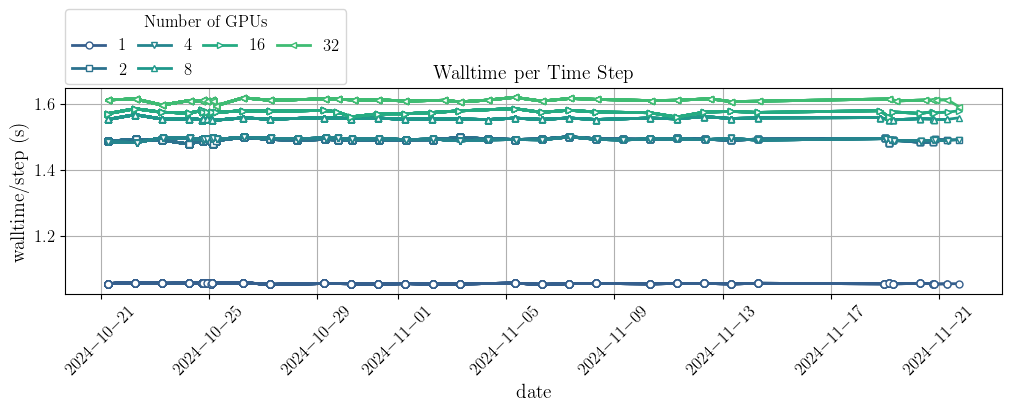 Number of GPUs
1 4 16 32
2 8
Walltime per Time Step
walltime/step (s)
1.6
1.4
1.2
2024−10−21 2024−10−25 2024−10−29 2024−11−01 2024−11−05 2024−11−09 2024−11−13 2024−11−17 2024−11−21
date